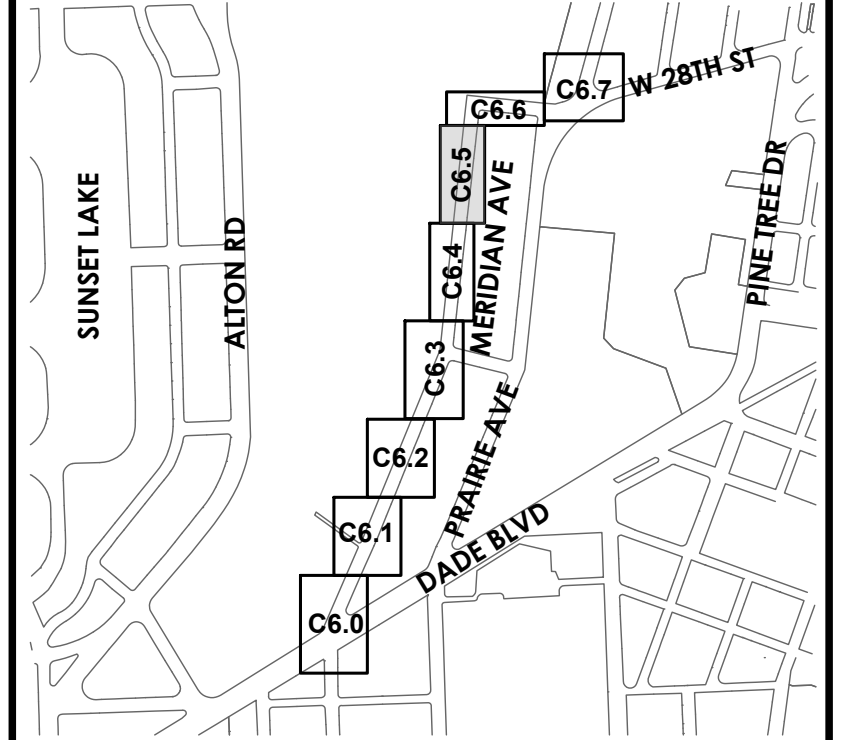 C6.7
W 28TH ST
C6.6
C6.5
MERIDIAN AVE
PINE TREE DR
SUNSET LAKE
ALTON RD
C6.4
C6.3
PRAIRIE AVE
C6.2
C6.1
DADE BLVD
C6.0